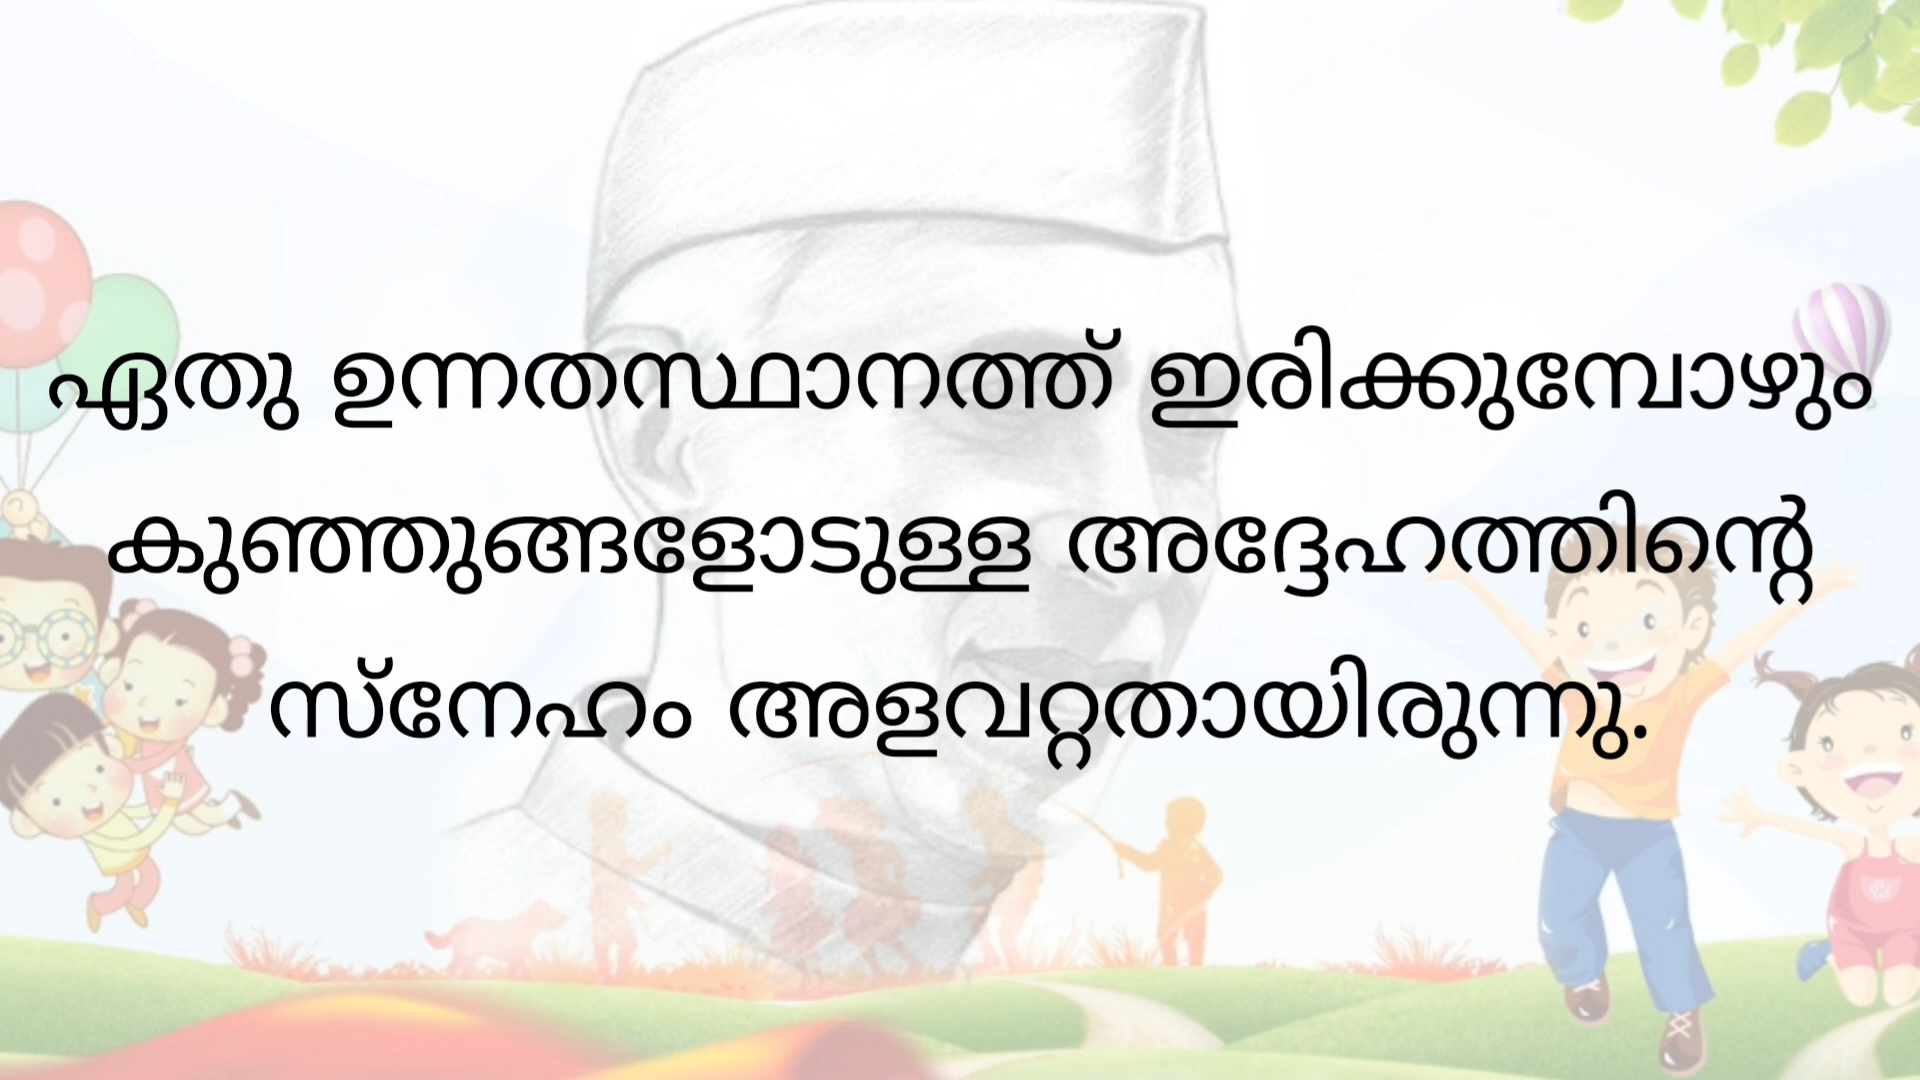 ഏതു ഉന്നതസ്ഥാനത്ത് ഇരിക്കുമ്പോഴും
കുഞ്ഞുങ്ങളോടുള്ള അദ്ദേഹത്തിന്റെ
സ്നേഹം അളവറ്റതായിരുന്നു.